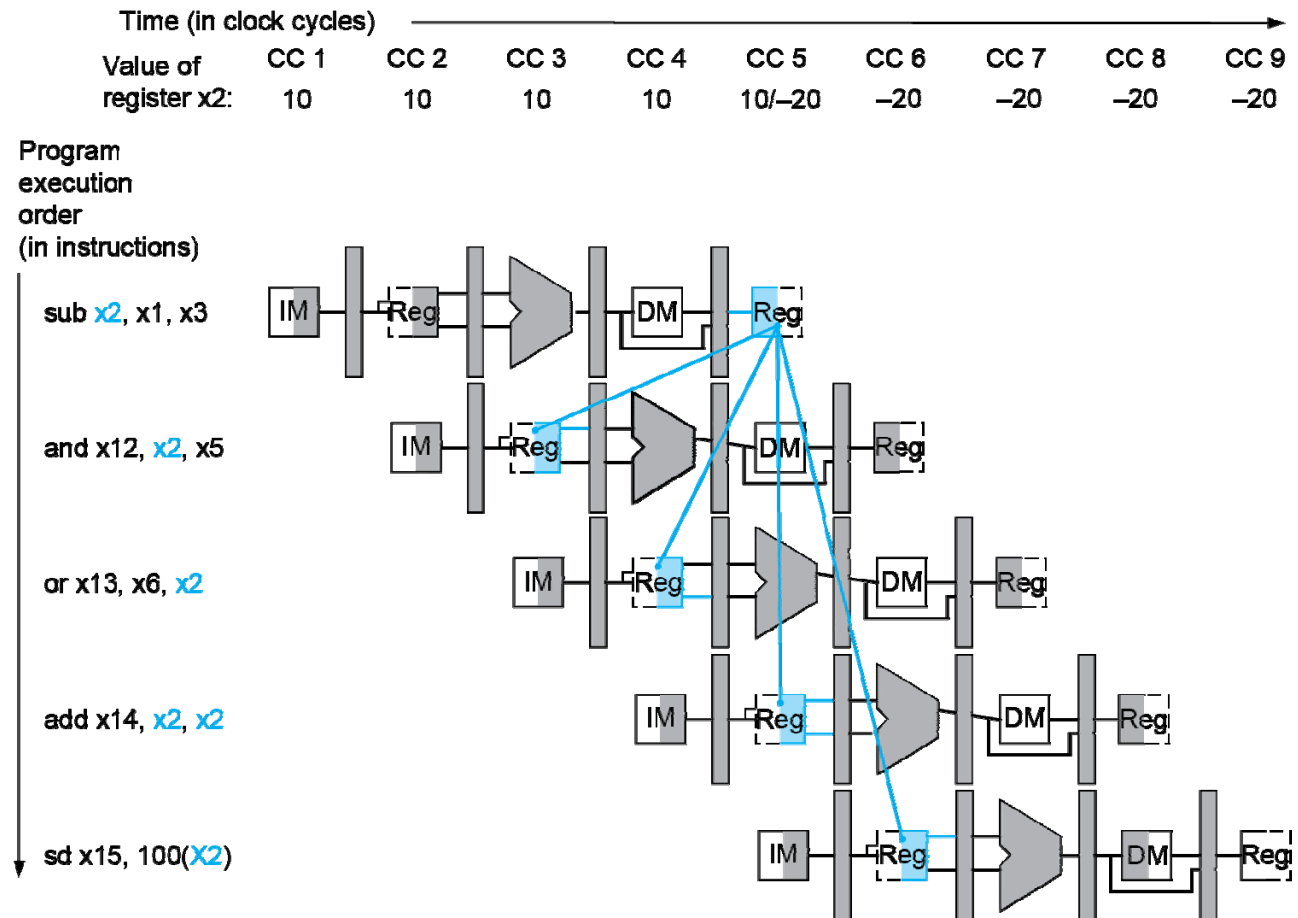 Time (in clock cycles)
Value of register x2:
CC 1 CC 2 CC 3 CC 4 CC 5 CC 6 CC 7 CC 8 CC 9
10 10 10 10 10/–20 –20 –20 –20 –20
Program
execution
order
(in instructions)
sub x2, x1, x3
IM Reg DM Reg
and x12, x2, x5
IM Reg DM Reg
or x13, x6, x2
IM Reg DM Reg
add x14, x2, x2
IM Reg DM Reg
sd x15, 100(X2)
IM Reg DM Reg